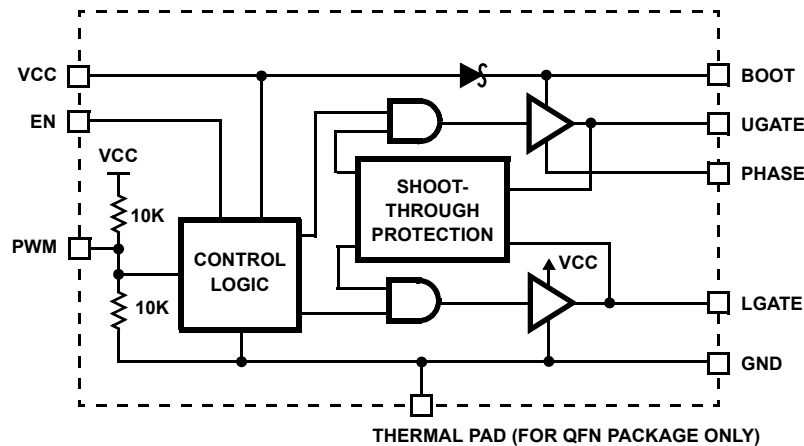 VCC
BOOT
EN
UGATE
VCC
PHASE
10K
SHOOT-
THROUGH
PROTECTION
PWM
CONTROL
LOGIC
VCC
10K
LGATE
GND
THERMAL PAD (FOR QFN PACKAGE ONLY)